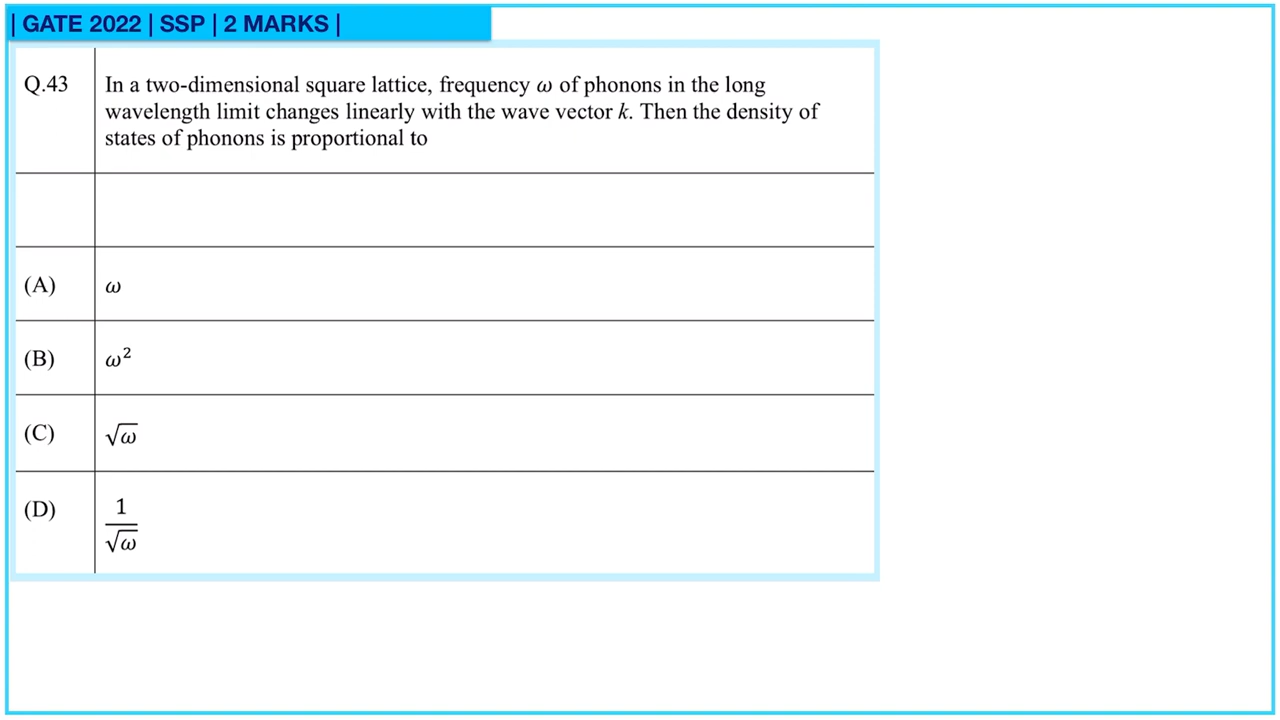 | GATE 2022 | SSP | 2 MARKS |
Q.43 In a two-dimensional square lattice, frequency ω of phonons in the long
wavelength limit changes linearly with the wave vector k. Then the density of
states of phonons is proportional to
(A) ω
(B) ω²
(C) √ω
(D) 1/√ω